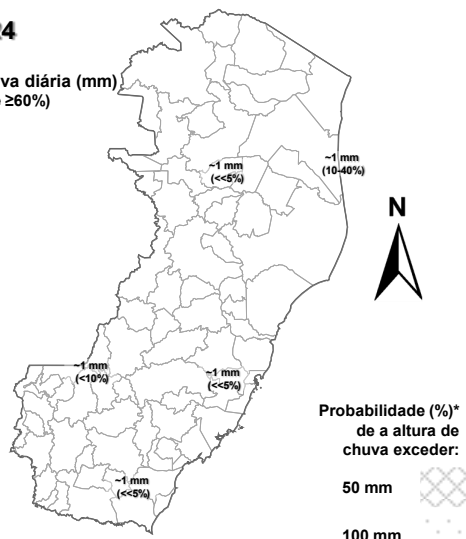 24
va diária (mm)
≥60%)
~1 mm
(<<5%)
~1 mm
(10-40%)
N
~1 mm
(<10%)
~1 mm
(<<5%)
Probabilidade (%)*
de a altura de
chuva exceder:
50 mm
~1 mm
(<<5%)
100 mm